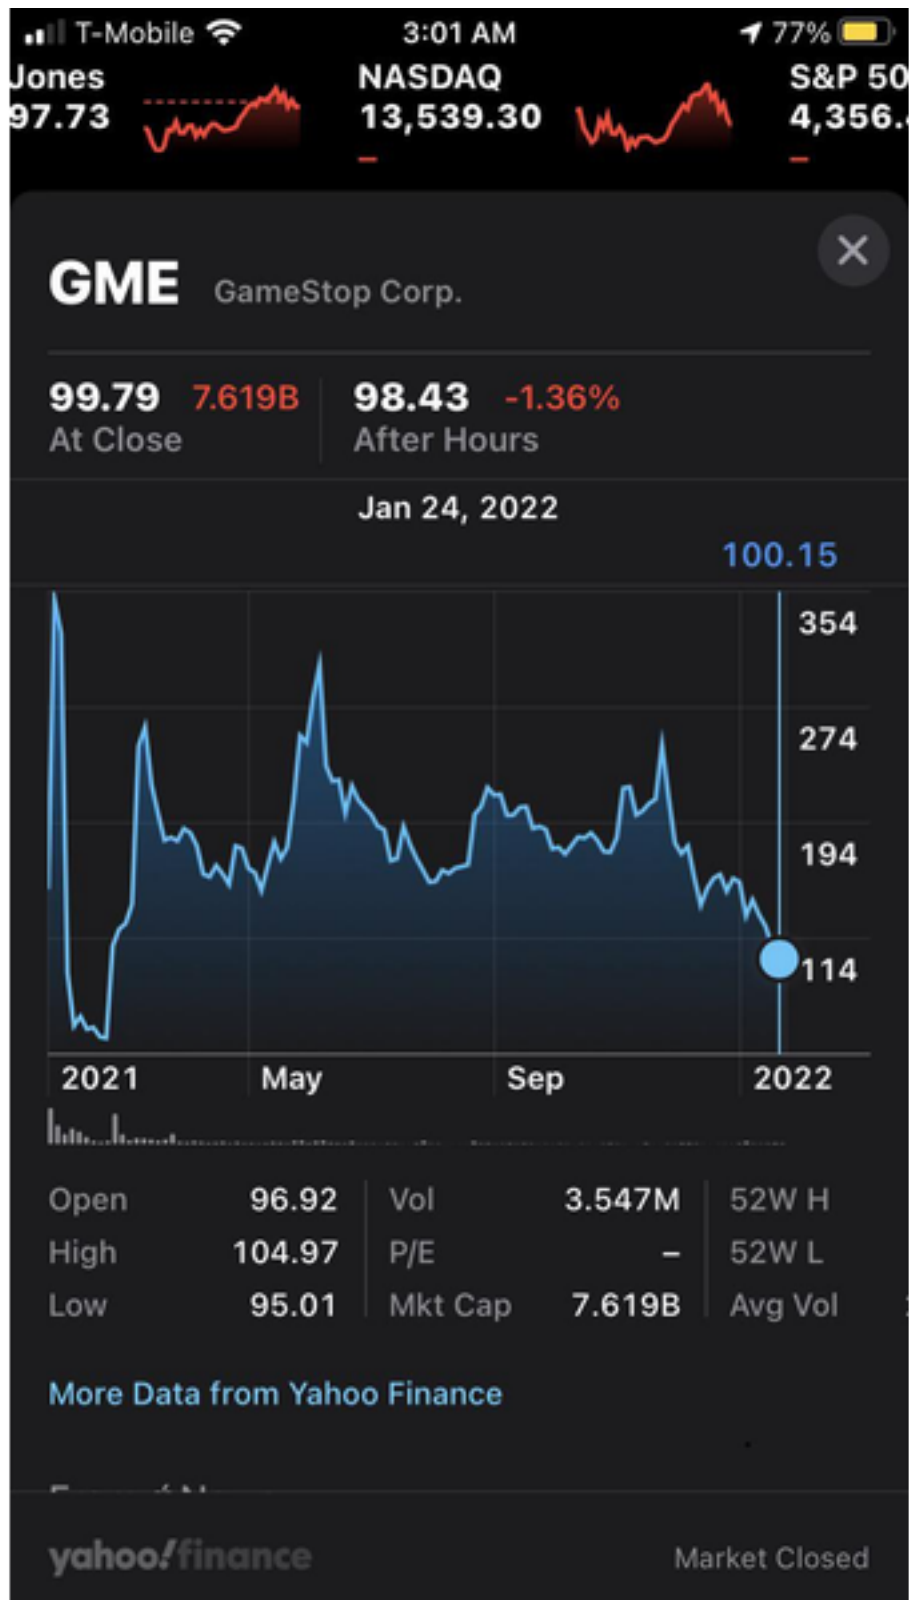 T-Mobile 3:01 AM 77%
Jones NASDAQ S&P 50
97.73 13,539.30 4,356.
– –
GME GameStop Corp.
99.79 7.619B 98.43 -1.36%
At Close After Hours
Jan 24, 2022
100.15
354
274
194
114
2021 May Sep 2022
Open 96.92 Vol 3.547M 52W H
High 104.97 P/E – 52W L
Low 95.01 Mkt Cap 7.619B Avg Vol
More Data from Yahoo Finance
yahoo!finance Market Closed